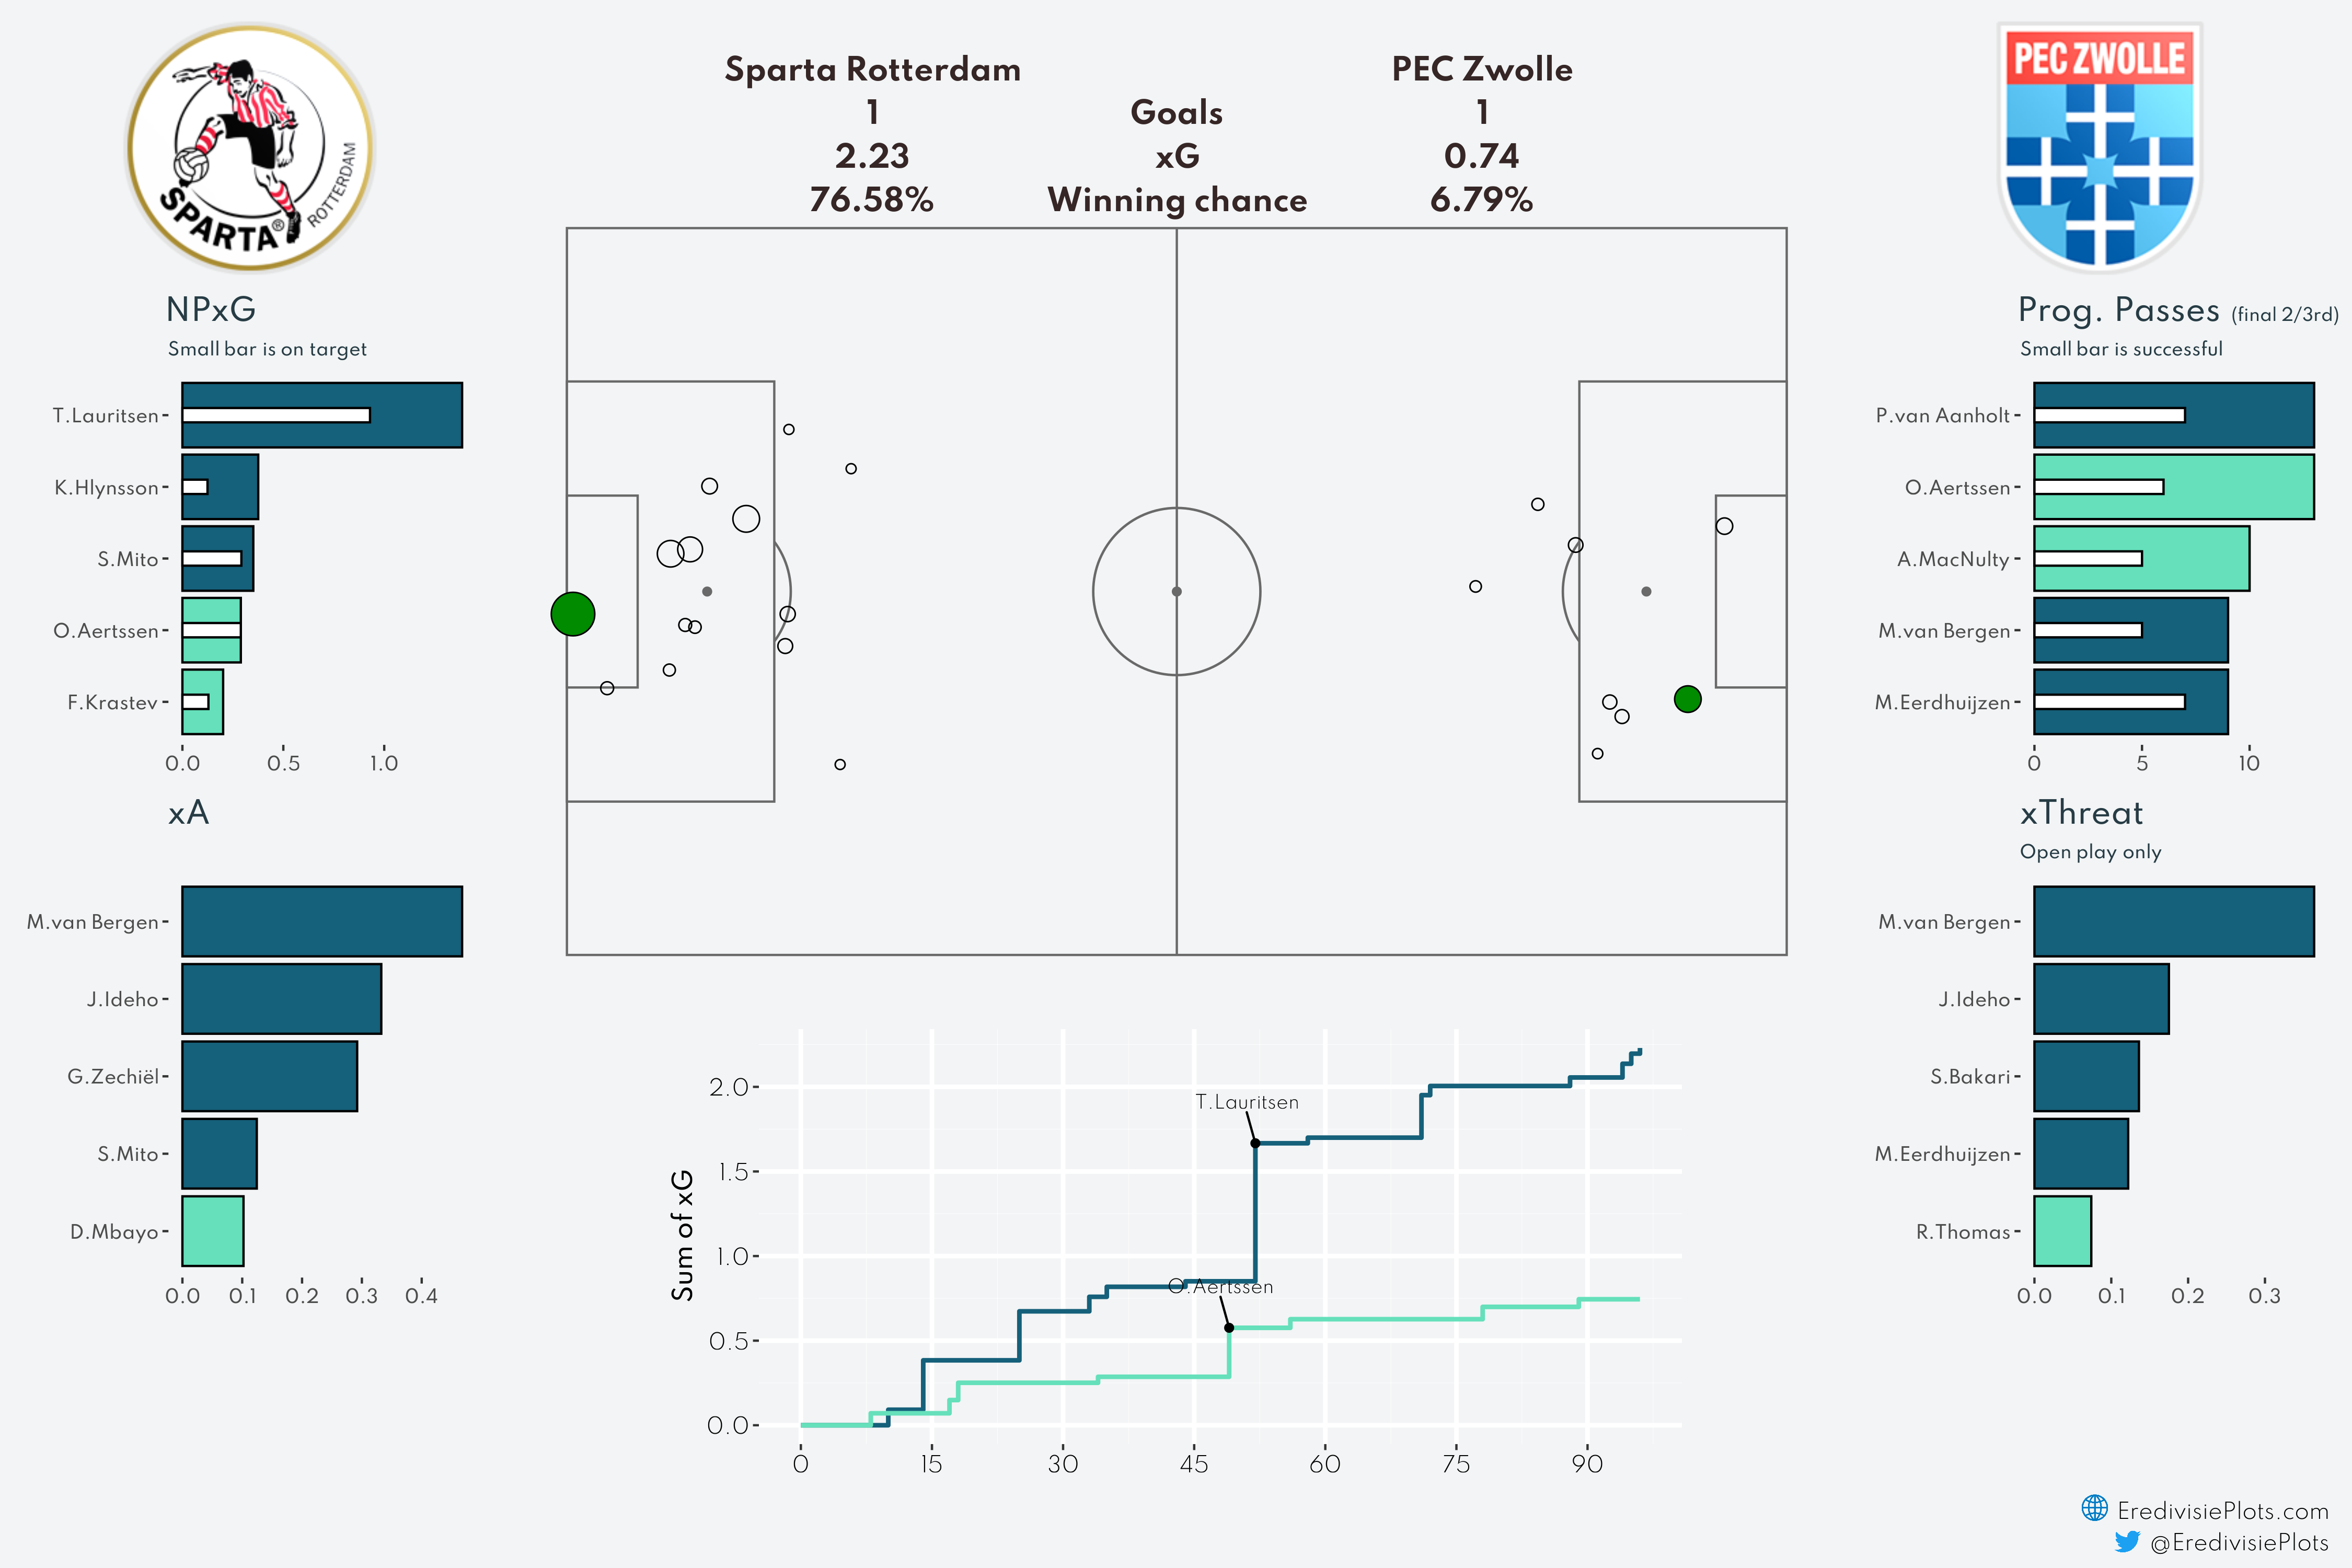 Sparta Rotterdam PEC Zwolle
1 Goals 1
2.23 xG 0.74
76.58% Winning chance 6.79%
SPARTA®
ROTTERDAM
PEC ZWOLLE
NPxG
Small bar is on target
T.Lauritsen
K.Hlynsson
S.Mito
O.Aertssen
F.Krastev
0.0 0.5 1.0
xA
M.van Bergen
J.Ideho
G.Zechiël
S.Mito
D.Mbayo
0.0 0.1 0.2 0.3 0.4
Sum of xG
2.0
1.5
1.0
0.5
0.0
T.Lauritsen
O.Aertssen
0 15 30 45 60 75 90
Prog. Passes (final 2/3rd)
Small bar is successful
P.van Aanholt
O.Aertssen
A.MacNulty
M.van Bergen
M.Eerdhuijzen
0 5 10
xThreat
Open play only
M.van Bergen
J.Ideho
S.Bakari
M.Eerdhuijzen
R.Thomas
0.0 0.1 0.2 0.3
EredivisiePlots.com
@EredivisiePlots